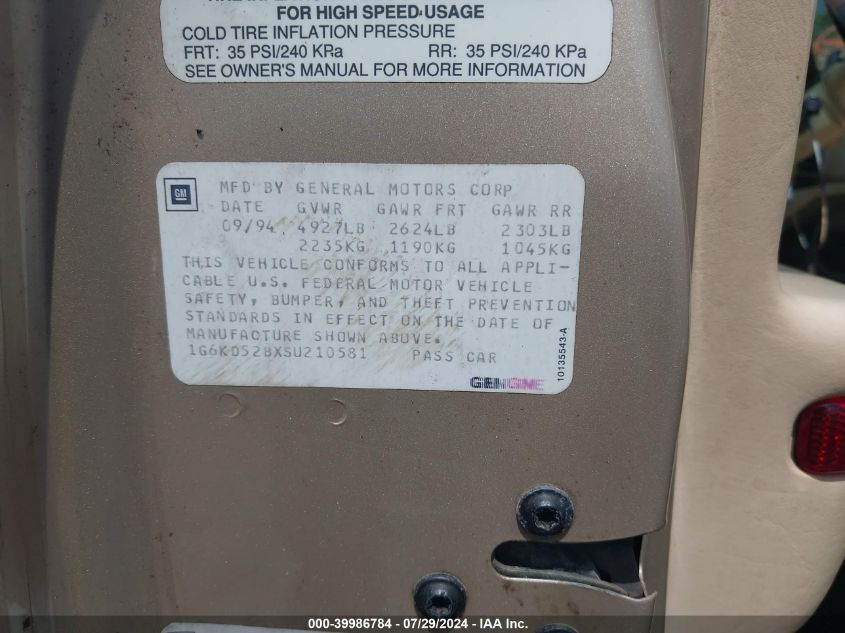 FOR HIGH SPEED USAGE
COLD TIRE INFLATION PRESSURE
FRT: 35 PSI/240 KRa RR: 35 PSI/240 KPa
SEE OWNER'S MANUAL FOR MORE INFORMATION
GM
MFD BY GENERAL MOTORS CORP
DATE GVWR GAWR FRT GAWR RR
09/94 4927LB 2624LB 2303LB
2235KG 1190KG 1045KG
THIS VEHICLE CONFORMS TO ALL APPLI-
CABLE U.S. FEDERAL MOTOR VEHICLE
SAFETY, BUMPER, AND THEFT PREVENTION
STANDARDS IN EFFECT ON THE DATE OF
MANUFACTURE SHOWN ABOVE.
1G6KD52BXSU210581 PASS CAR
GENUINE
10135543-A
000-39986784 - 07/29/2024 - IAA Inc.